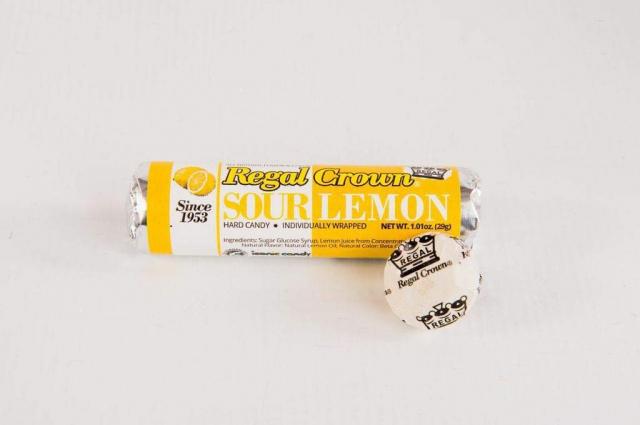 Regal Crown®
SOUR LEMON
Since
1953
HARD CANDY • INDIVIDUALLY WRAPPED NET WT. 1.01oz. (29g)
Ingredients: Sugar Glucose Syrup, Lemon Juice from
Natural Flavor: Natural Lemon Oil, Natural Color: Beta
REGAL
REGAL
Regal Crown®
REGAL